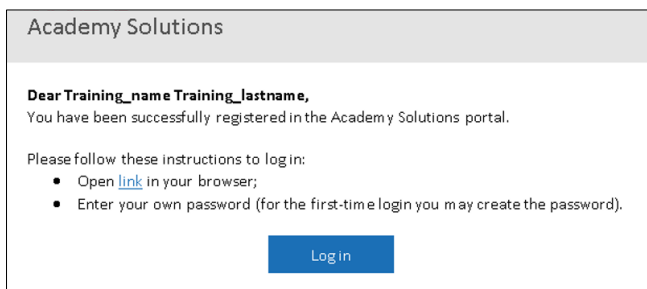 Academy Solutions
Dear Training_name Training_lastname,
You have been successfully registered in the Academy Solutions portal.
Please follow these instructions to log in:
• Open link in your browser;
• Enter your own password (for the first-time login you may create the password).
Log in